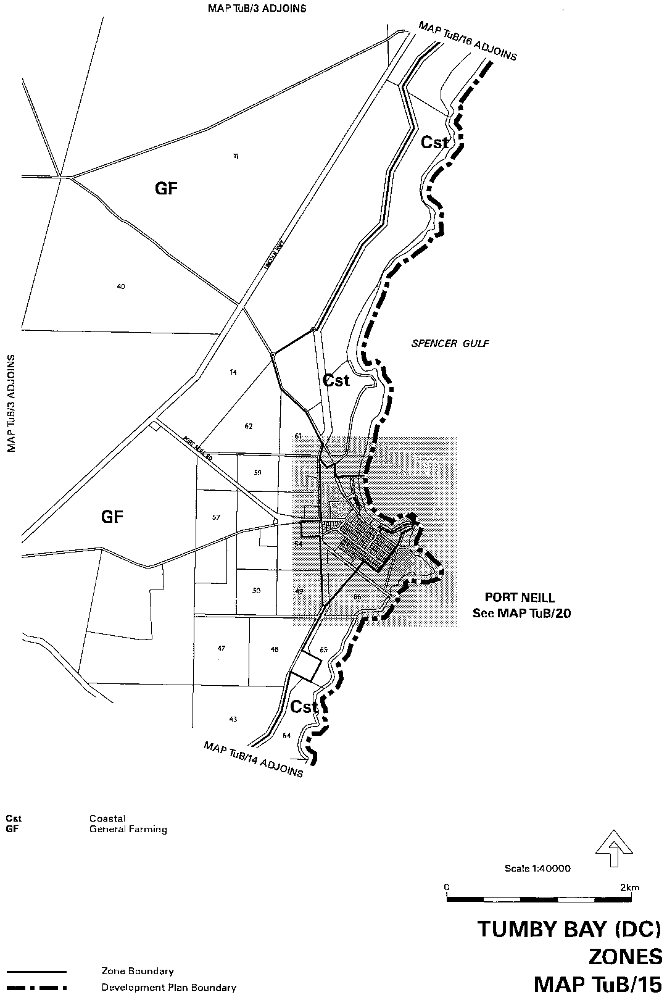 MAP TuB/3 ADJOINS
MAP TuB/16 ADJOINS
Cst
11
GF
LINCOLN HWY
40
SPENCER GULF
MAP TuB/3 ADJOINS
14
Cst
62
61
PORT NEILL RD
59
GF
57
54
50
49
66
PORT NEILL
See MAP TuB/20
47
48
65
Cst
43
64
MAP TuB/14 ADJOINS
Cst Coastal
GF General Farming
Scale 1:40000
0 2km
TUMBY BAY (DC)
ZONES
MAP TuB/15
Zone Boundary
Development Plan Boundary